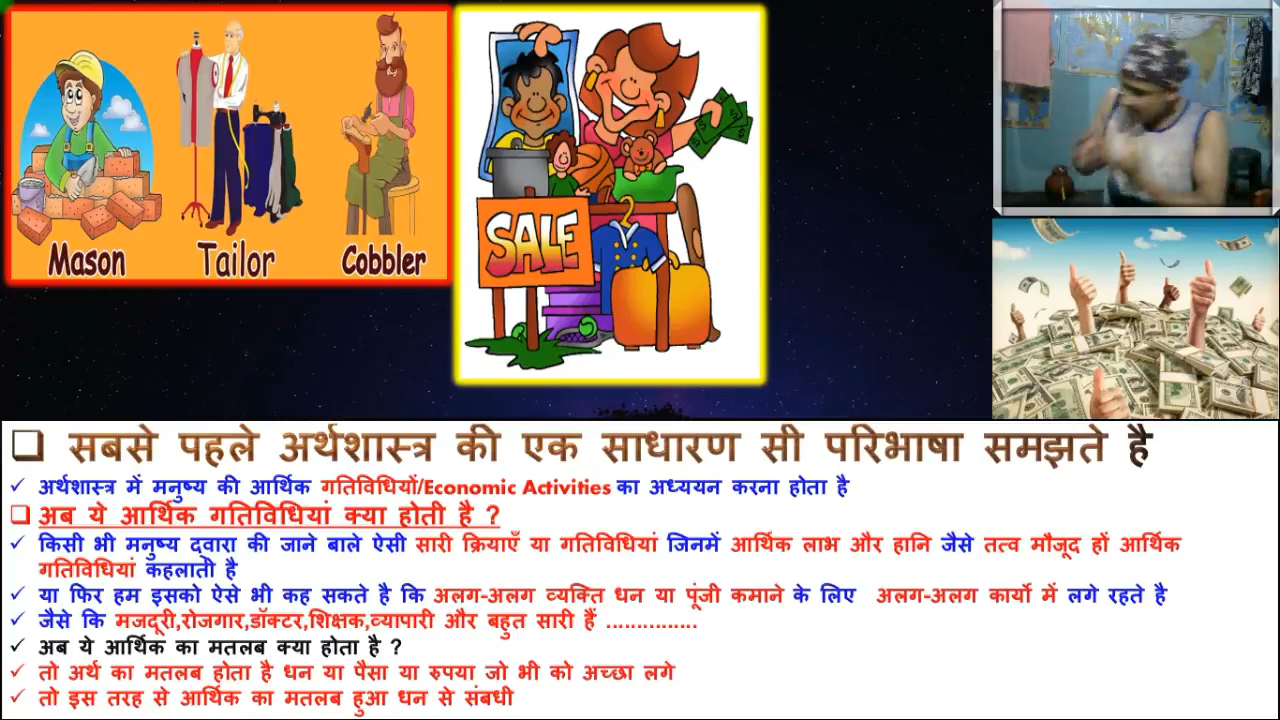 Mason
Tailor
Cobbler
SALE
❑ सबसे पहले अर्थशास्त्र की एक साधारण सी परिभाषा समझते है
✓ अर्थशास्त्र में मनुष्य की आर्थिक गतिविधियों/Economic Activities का अध्ययन करना होता है
❑ अब ये आर्थिक गतिविधियां क्या होती है ?
✓ किसी भी मनुष्य द्वारा की जाने बाले ऐसी सारी क्रियाएँ या गतिविधियां जिनमें आर्थिक लाभ और हानि जैसे तत्व मौजूद हों आर्थिक
गतिविधियां कहलाती है
✓ या फिर हम इसको ऐसे भी कह सकते है कि अलग-अलग व्यक्ति धन या पूंजी कमाने के लिए अलग-अलग कार्यो में लगे रहते है
✓ जैसे कि मजदूरी,रोजगार,डॉक्टर,शिक्षक,व्यापारी और बहुत सारी हैं ...............
✓ अब ये आर्थिक का मतलब क्या होता है ?
✓ तो अर्थ का मतलब होता है धन या पैसा या रुपया जो भी को अच्छा लगे
✓ तो इस तरह से आर्थिक का मतलब हुआ धन से संबधी